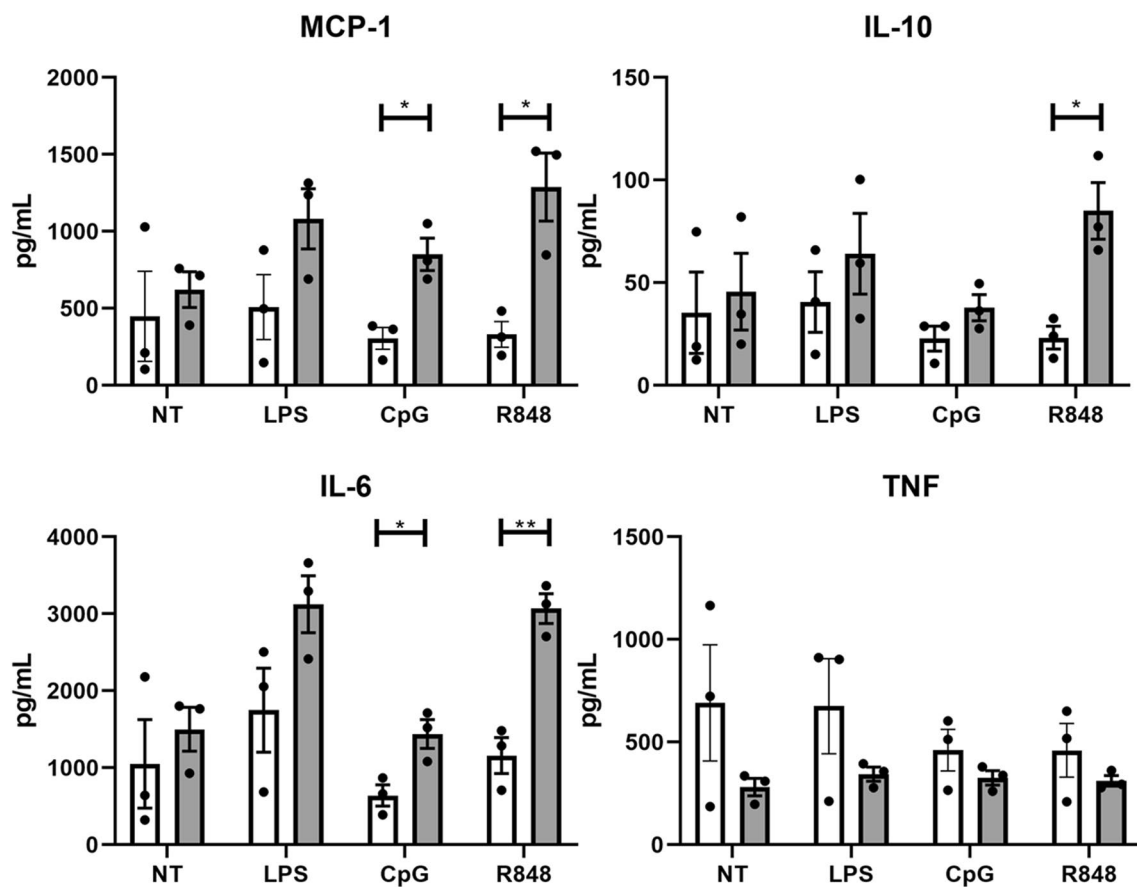 MCP-1
pg/mL
2000
1500
1000
500
0
* *
NT LPS CpG R848
IL-10
pg/mL
150
100
50
0
*
NT LPS CpG R848
IL-6
pg/mL
4000
3000
2000
1000
0
* **
NT LPS CpG R848
TNF
pg/mL
1500
1000
500
0
NT LPS CpG R848